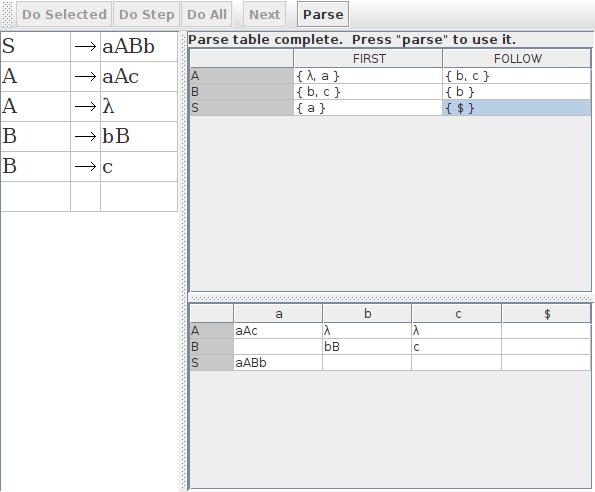 Do Selected Do Step Do All Next Parse
S → aABb
A → aAc
A → λ
B → bB
B → c
Parse table complete. Press "parse" to use it.
FIRST FOLLOW
A { λ, a } { b, c }
B { b, c } { b }
S { a } { $ }
a b c $
A aAc λ λ
B bB c
S aABb